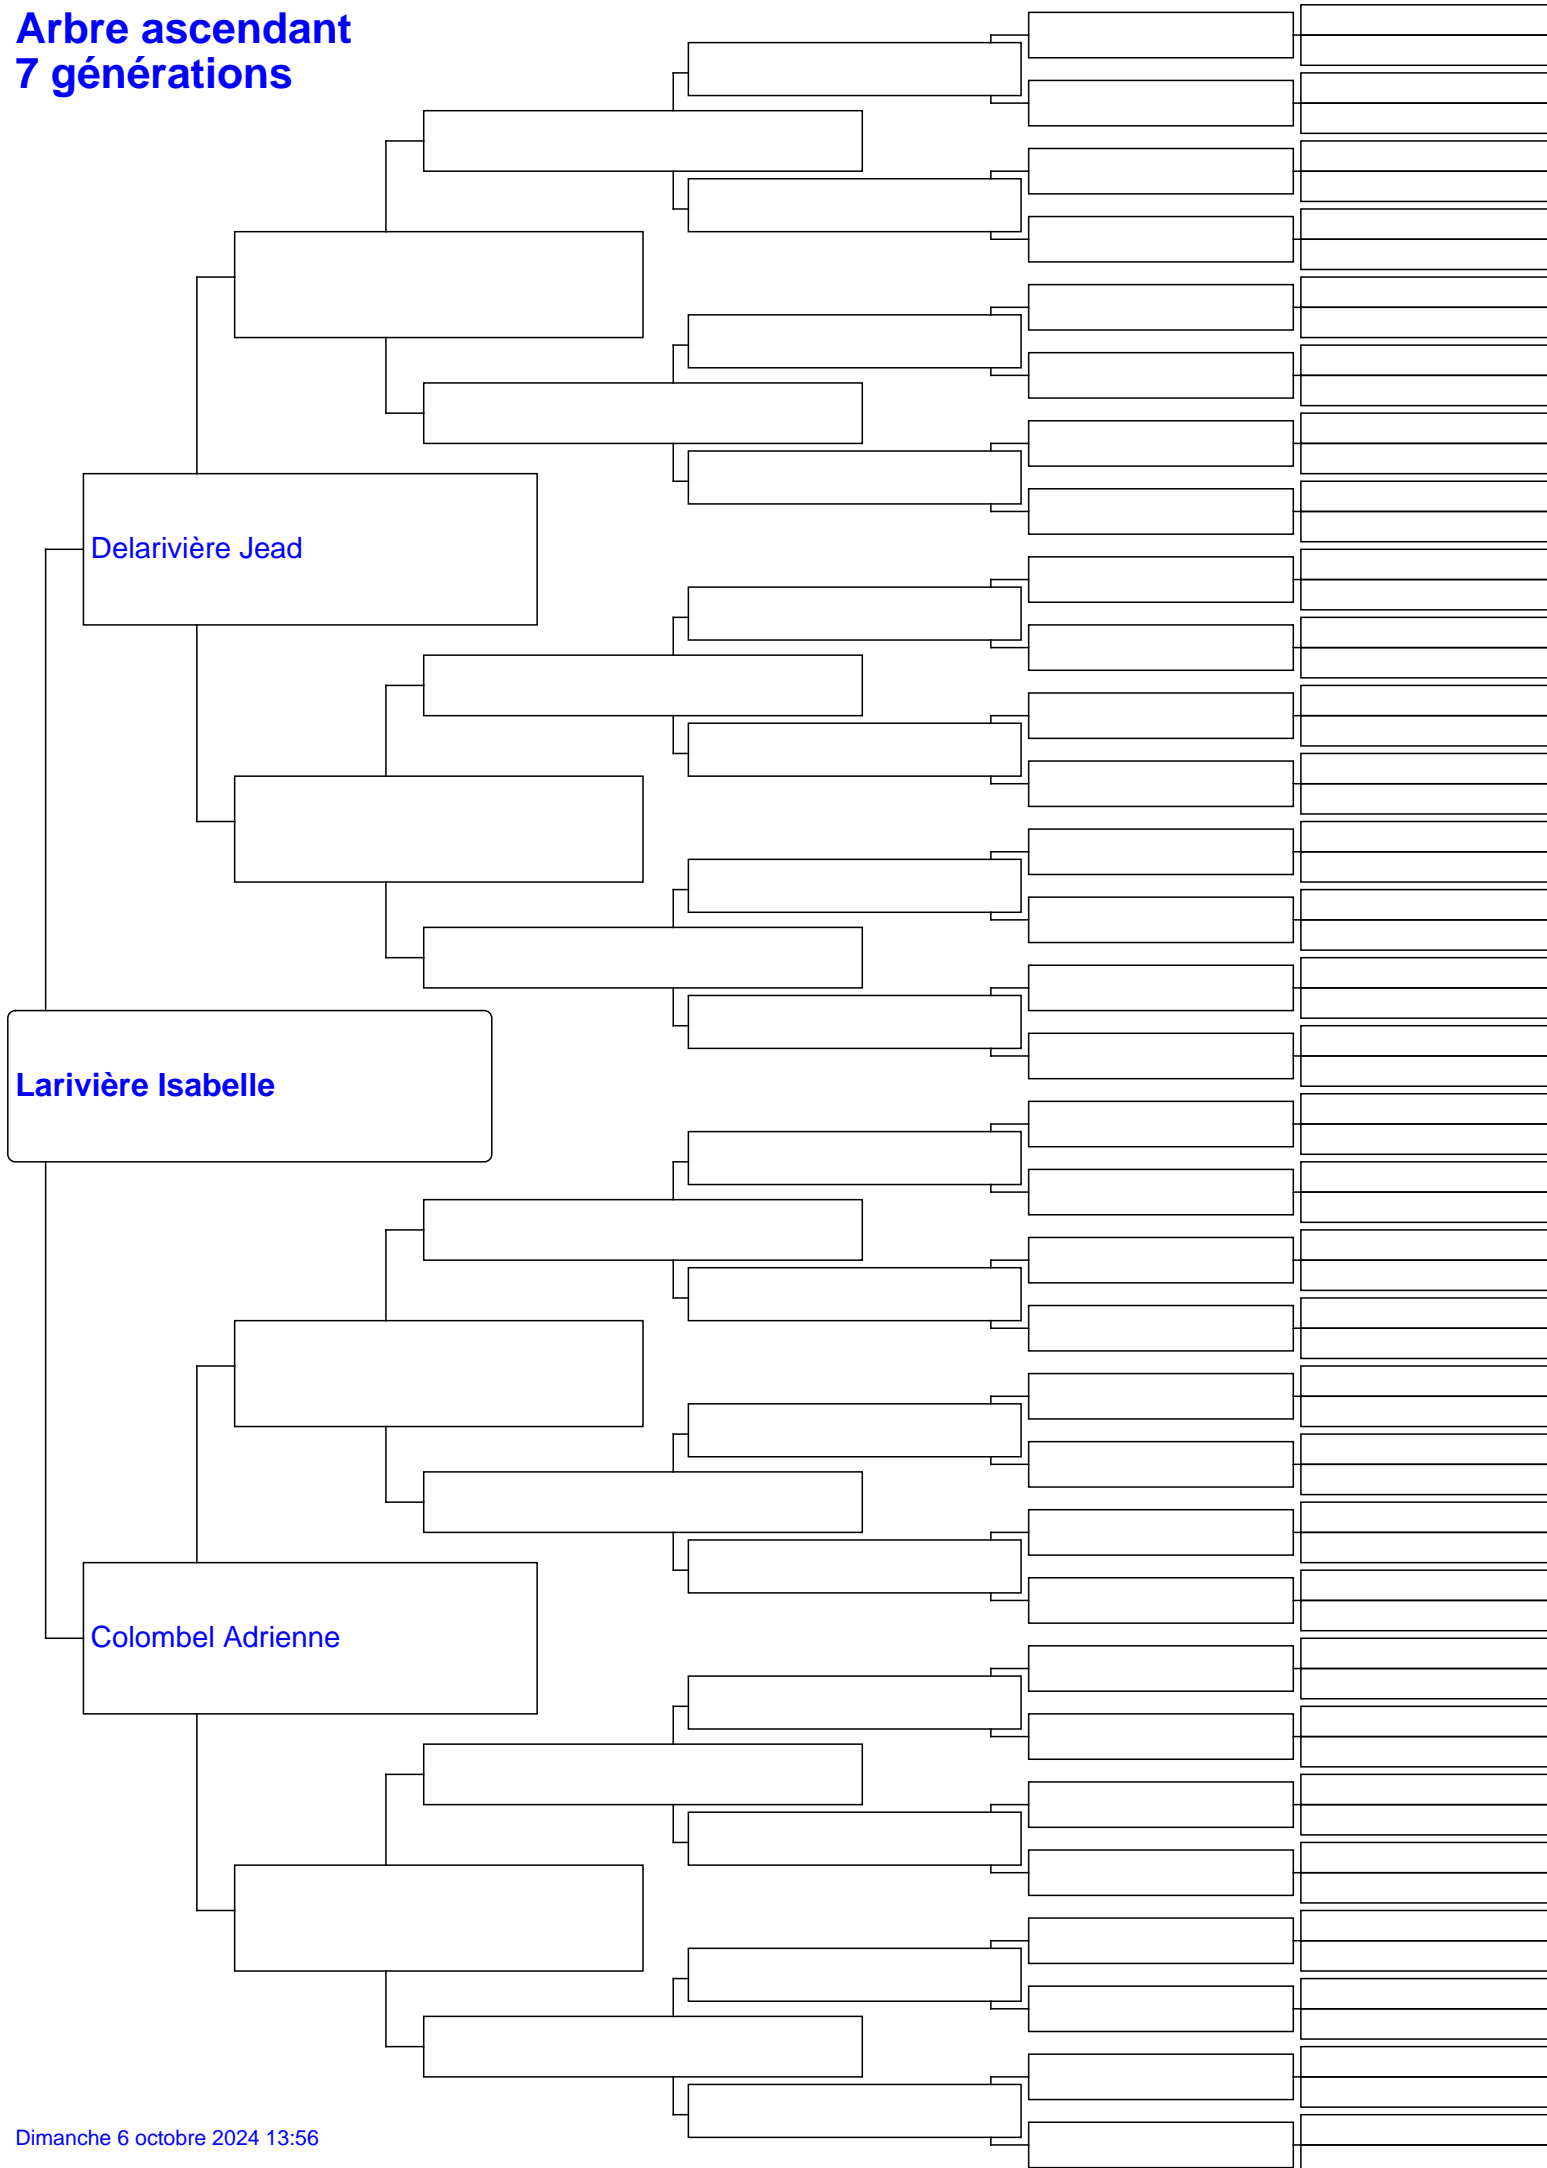 Arbre ascendant
7 générations
Delarivière Jead
Larivière Isabelle
Colombel Adrienne
Dimanche 6 octobre 2024 13:56